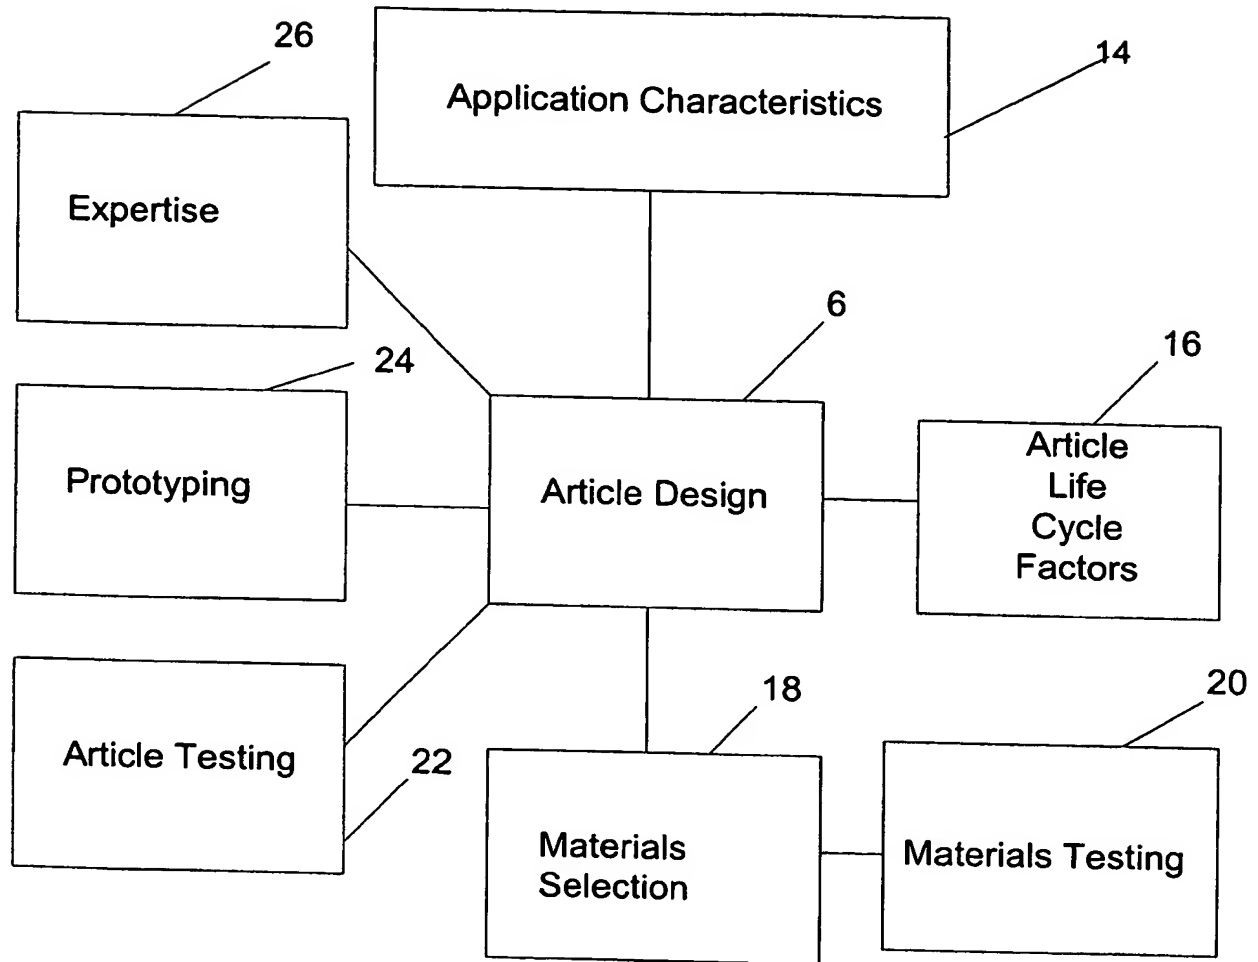 26
14
Application Characteristics
Expertise
6
16
24
Article
Life
Cycle
Factors
Prototyping
Article Design
18
20
Article Testing
22
Materials
Selection
Materials Testing